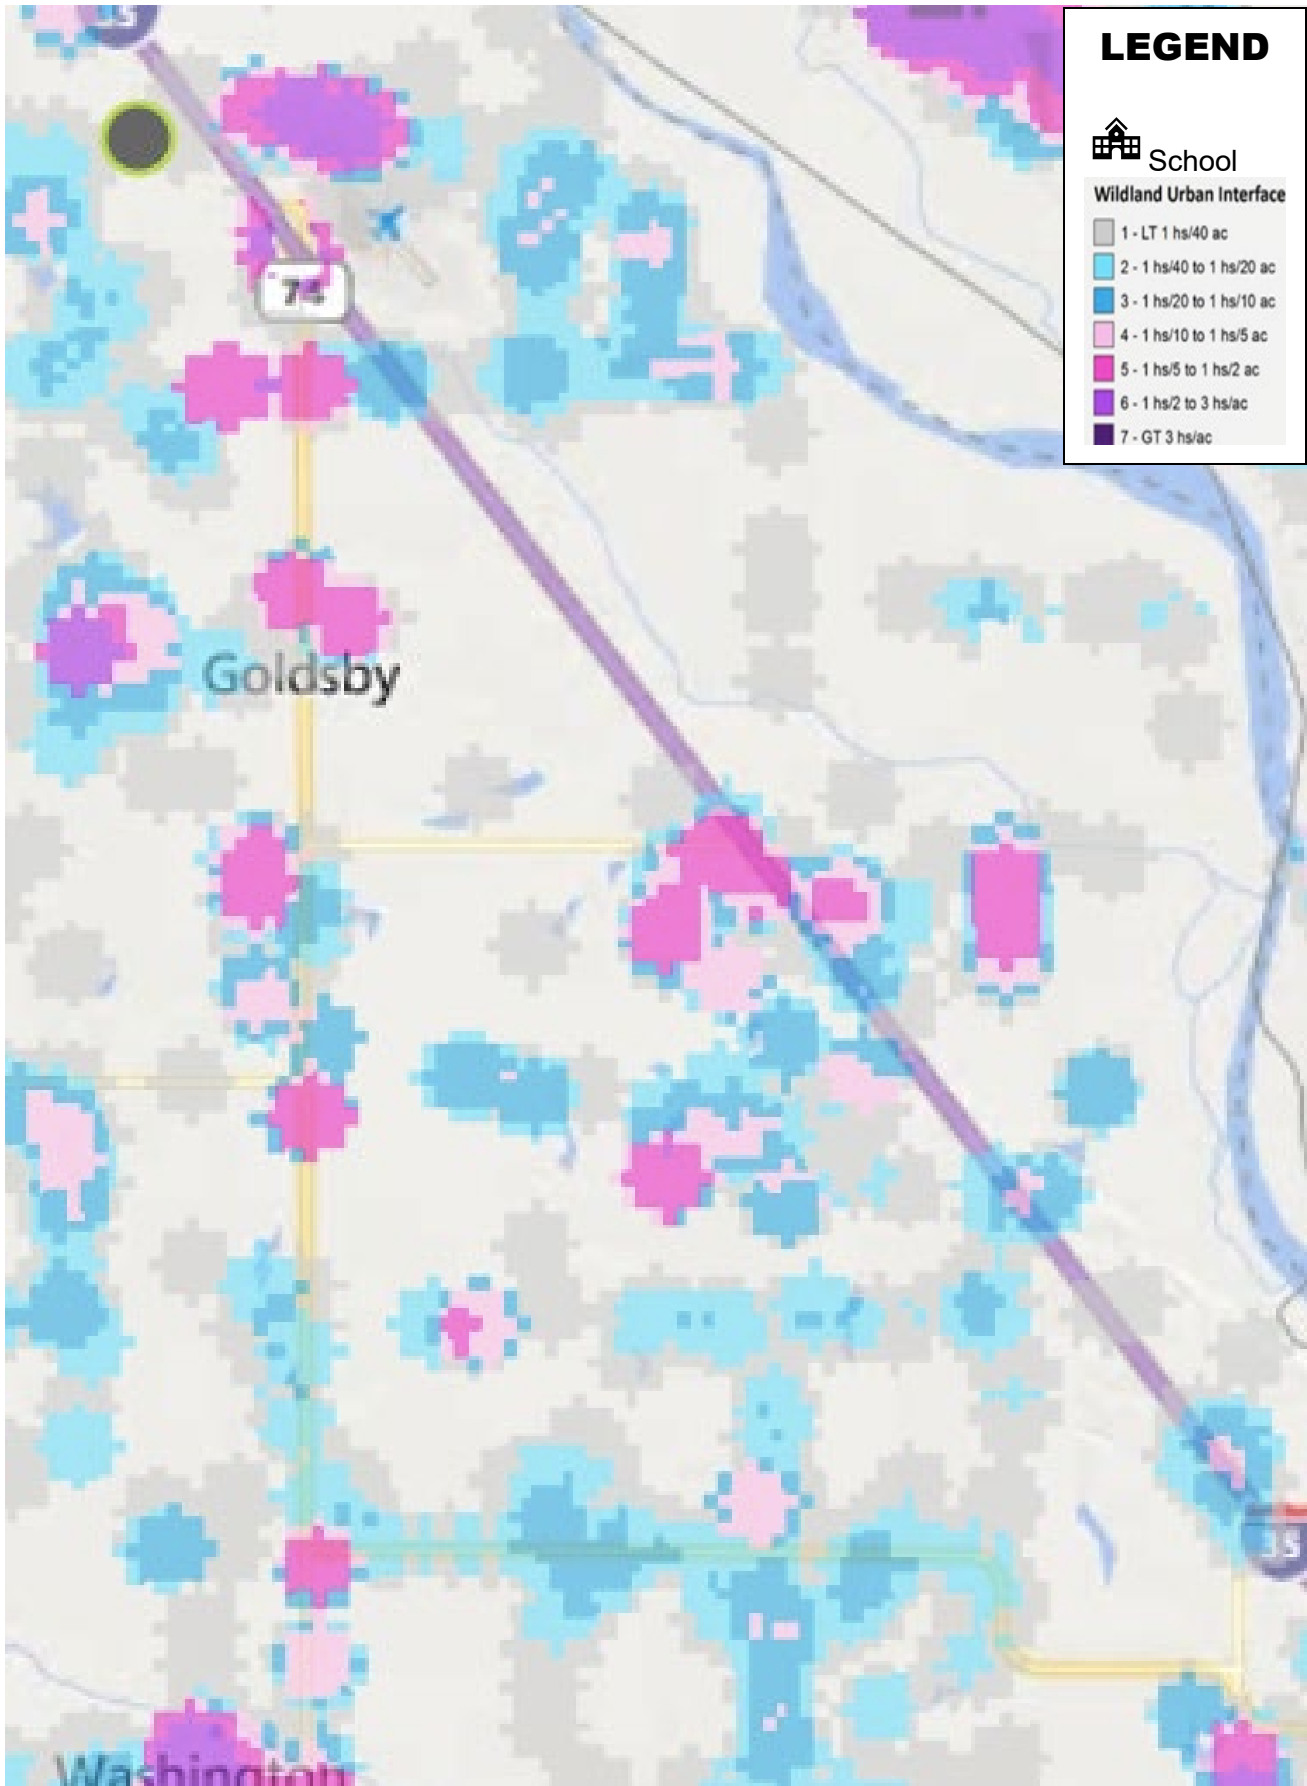 35
LEGEND
School
Wildland Urban Interface
1 - LT 1 hs/40 ac
2 - 1 hs/40 to 1 hs/20 ac
3 - 1 hs/20 to 1 hs/10 ac
4 - 1 hs/10 to 1 hs/5 ac
5 - 1 hs/5 to 1 hs/2 ac
6 - 1 hs/2 to 3 hs/ac
7 - GT 3 hs/ac
74
Goldsby
35
Washington